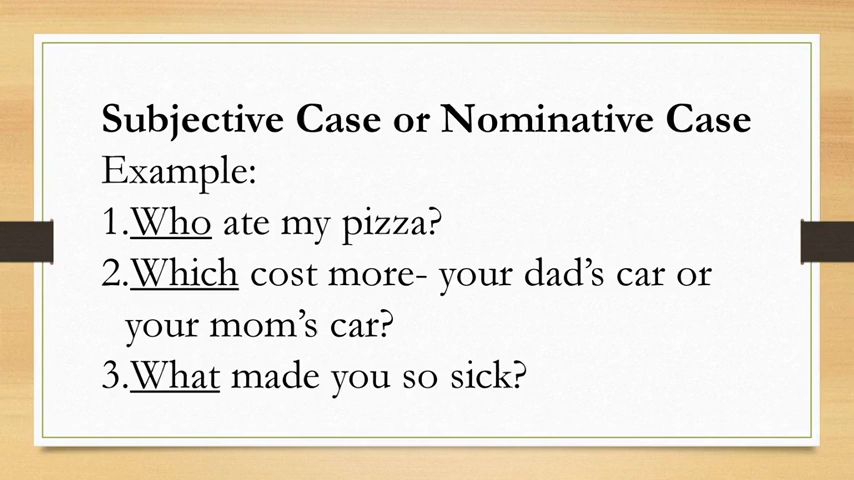 Subjective Case or Nominative Case
Example:
1.Who ate my pizza?
2.Which cost more- your dad’s car or
your mom’s car?
3.What made you so sick?